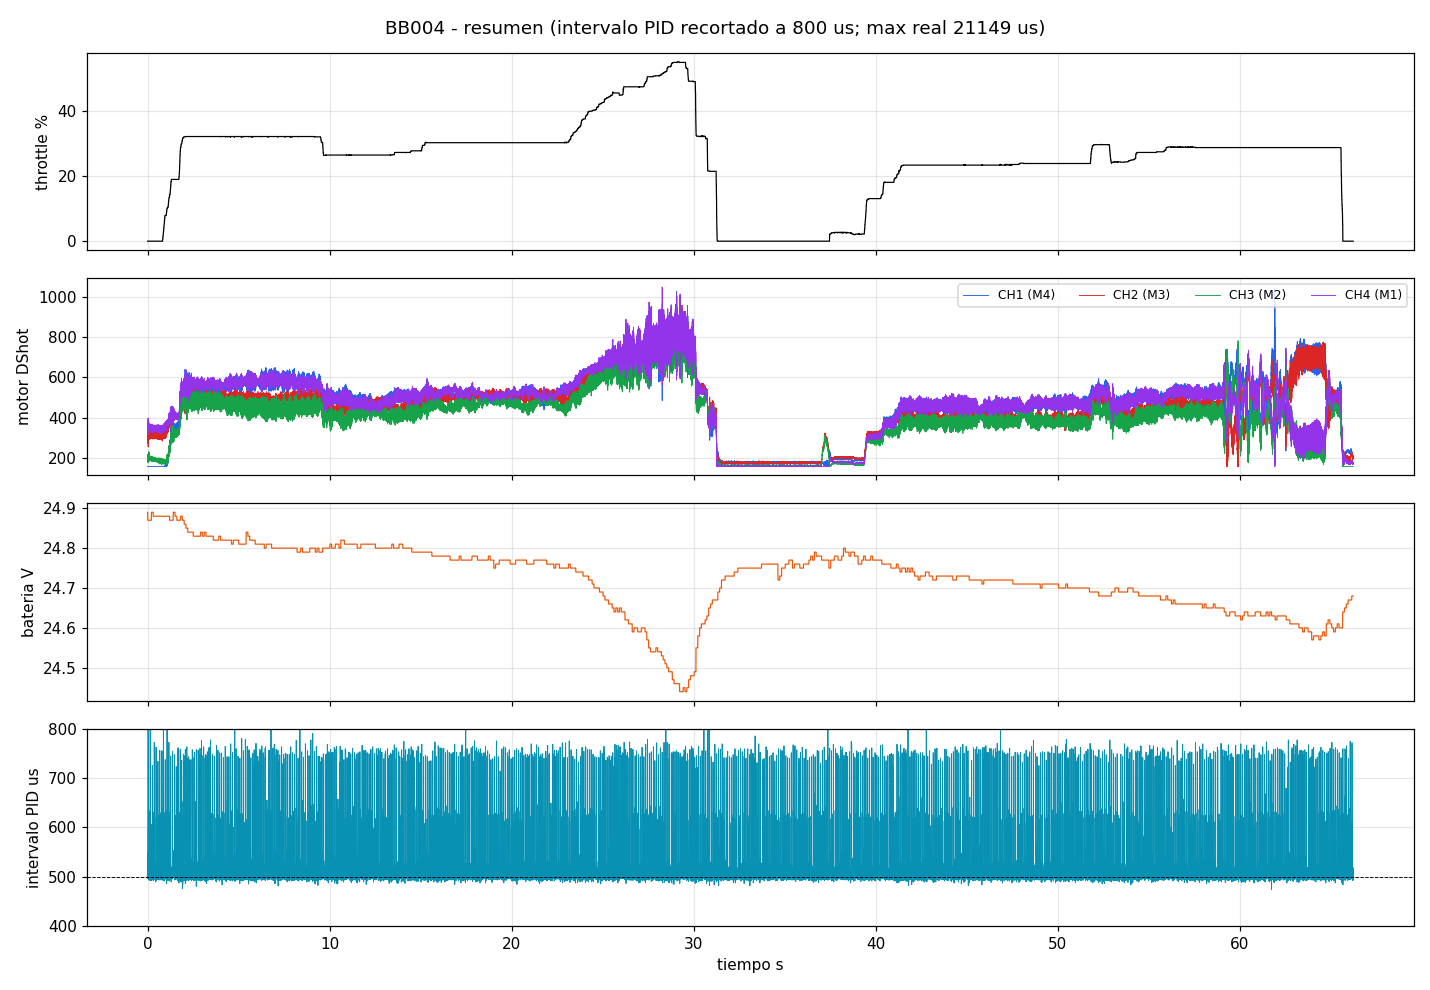 BB004 - resumen (intervalo PID recortado a 800 us; max real 21149 us)
throttle %
40
20
0
motor DShot
1000
800
600
400
200
CH1 (M4) CH2 (M3) CH3 (M2) CH4 (M1)
bateria V
24.9
24.8
24.7
24.6
24.5
intervalo PID us
800
700
600
500
400
0 10 20 30 40 50 60
tiempo s